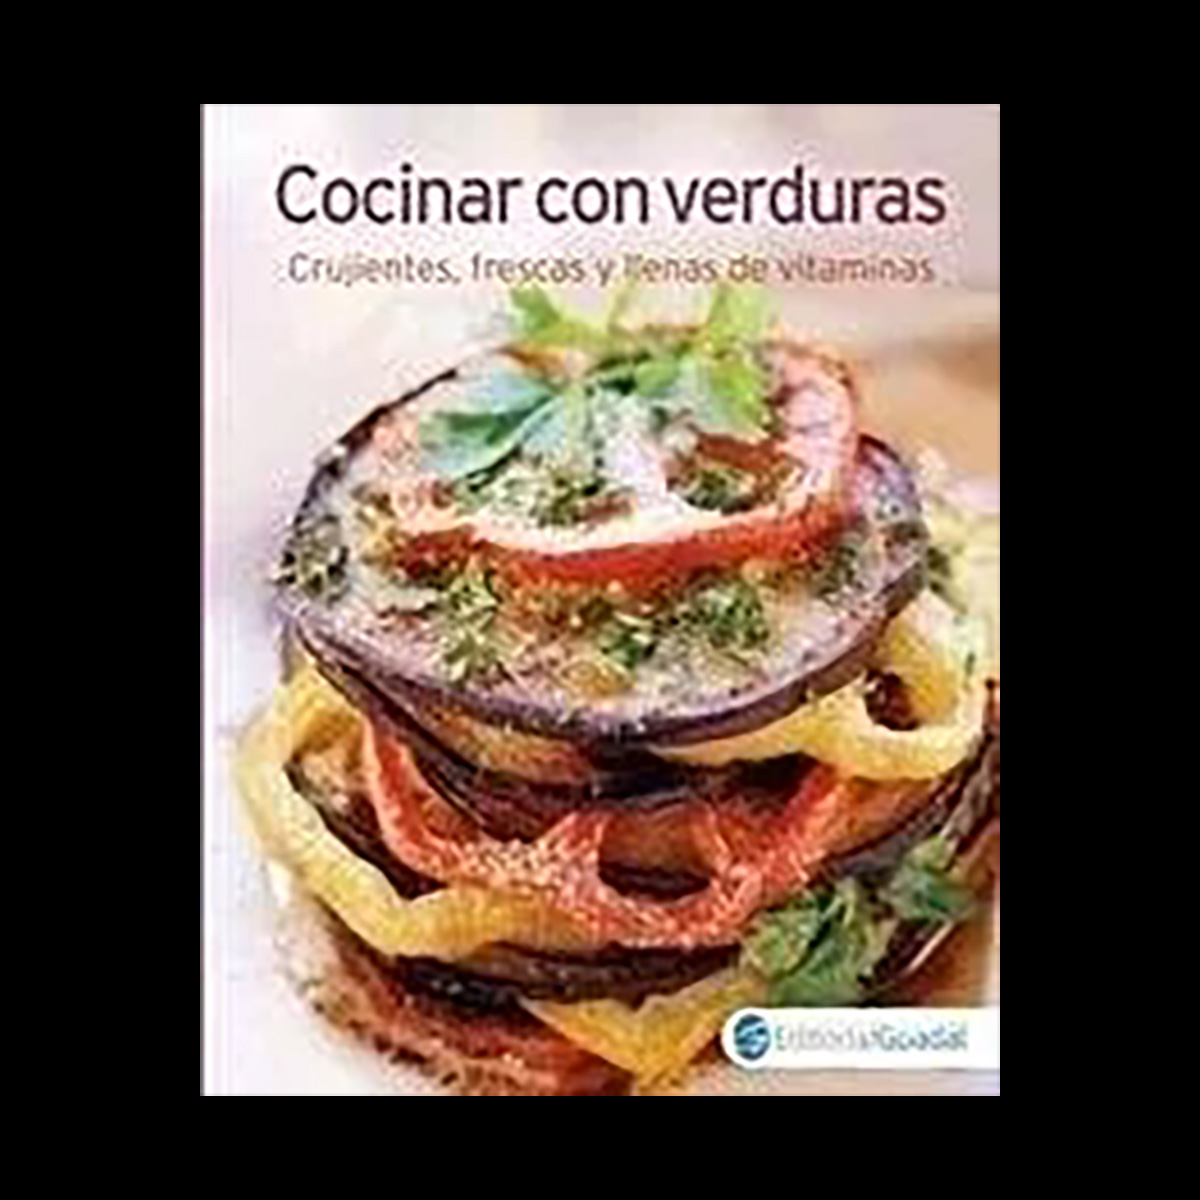 Cocinar con verduras
Crujientes, frescas y llenas de vitaminas
Editorial Guadal